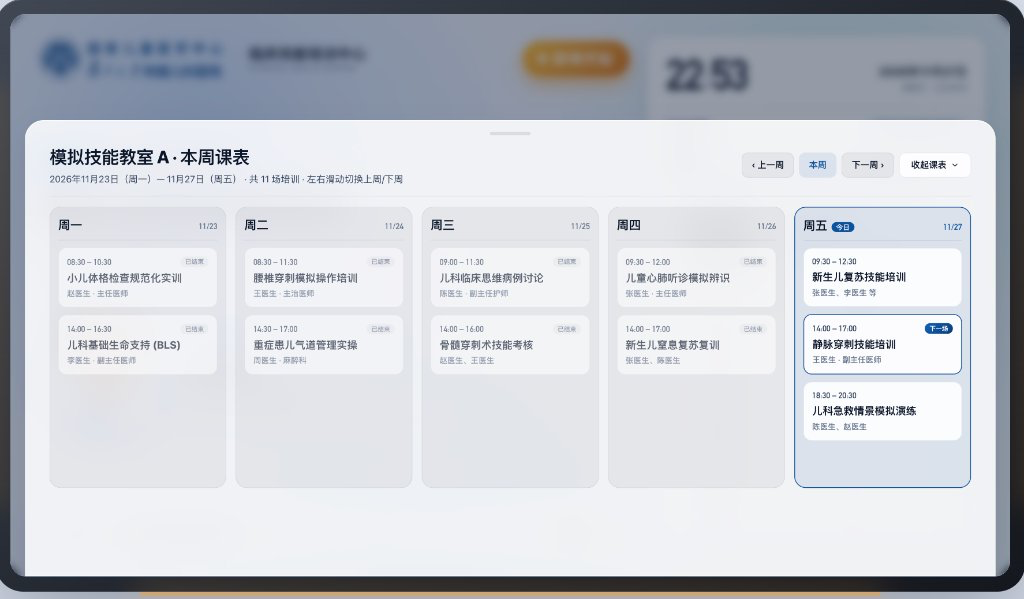 22:53
模拟技能教室 A · 本周课表
2026年11月23日（周一）— 11月27日（周五） · 共 11 场培训 · 左右滑动切换上周/下周
‹ 上一周
本周
下一周 ›
收起课表
周一
11/23
08:30 – 10:30
已结束
小儿体格检查规范化实训
赵医生 · 主任医师
14:00 – 16:30
已结束
儿科基础生命支持 (BLS)
李医生 · 副主任医师
周二
11/24
08:30 – 11:30
已结束
腰椎穿刺模拟操作培训
王医生 · 主治医师
14:30 – 17:00
已结束
重症患儿气道管理实操
周医生 · 麻醉科
周三
11/25
09:00 – 11:30
已结束
儿科临床思维病例讨论
陈医生 · 副主任护师
14:00 – 16:00
已结束
骨髓穿刺术技能考核
赵医生、王医生
周四
11/26
09:30 – 12:00
已结束
儿童心肺听诊模拟辨识
张医生 · 主任医师
14:00 – 17:00
已结束
新生儿窒息复苏复训
张医生、陈医生
周五
今日
11/27
09:30 – 12:30
新生儿复苏技能培训
张医生、李医生 等
14:00 – 17:00
下一场
静脉穿刺技能培训
王医生 · 副主任医师
18:30 – 20:30
儿科急救情景模拟演练
陈医生、赵医生